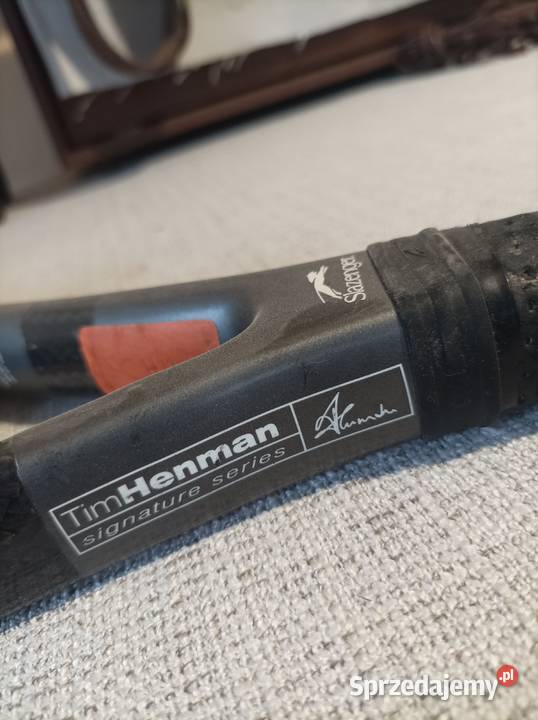 Slazenger
TimHenman
signature series
Sprzedajemy.pl